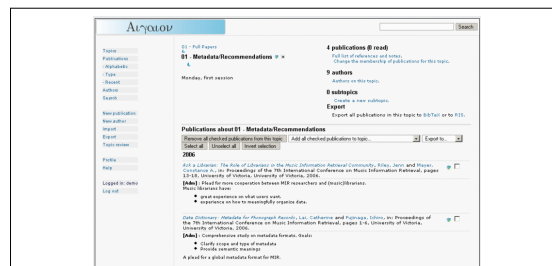 Αιγαιον
Search
Topics
Publications
- Alphabetic
- Type
- Recent
Authors
Search
New publication
New author
Import
Export
Topic review
Profile
Help
Logged in: demo
Log out
01 - Full Papers
01 - Metadata/Recommendations
Monday, first session
4 publications (0 read)
Full list of references and notes.
Change the membership of publications for this topic.
9 authors
Authors on this topic.
0 subtopics
Create a new subtopic.
Export
Export all publications in this topic to BibTeX or to RIS.
Publications about 01 - Metadata/Recommendations
Remove all checked publications from this topic
Add all checked publications to topic...
Export to..
Select all
Unselect all
Invert selection
2006
Ask a Librarian: The Role of Librarians in the Music Information Retrieval Community, Riley, Jenn and Mayer,
Constance A., in: Proceedings of the 7th International Conference on Music Information Retrieval, pages
13-18, University of Victoria, University of Victoria, 2006.
[Adm] : Plead for more cooperation between MIR researchers and (music)librarians.
Music librarians have:
great experience on what users want.
experience on how to meaningfully organize data.
Data Dictionary: Metadata for Phonograph Records, Lai, Catherine and Fujinaga, Ichiro, in: Proceedings of
the 7th International Conference on Music Information Retrieval, pages 1-6, University of Victoria,
University of Victoria, 2006.
[Adm] : Comprehensive study on metadata formats. Goals:
Clarify scope and type of metadata
Provide semantic meanings
A plead for a global metadata format for MIR.